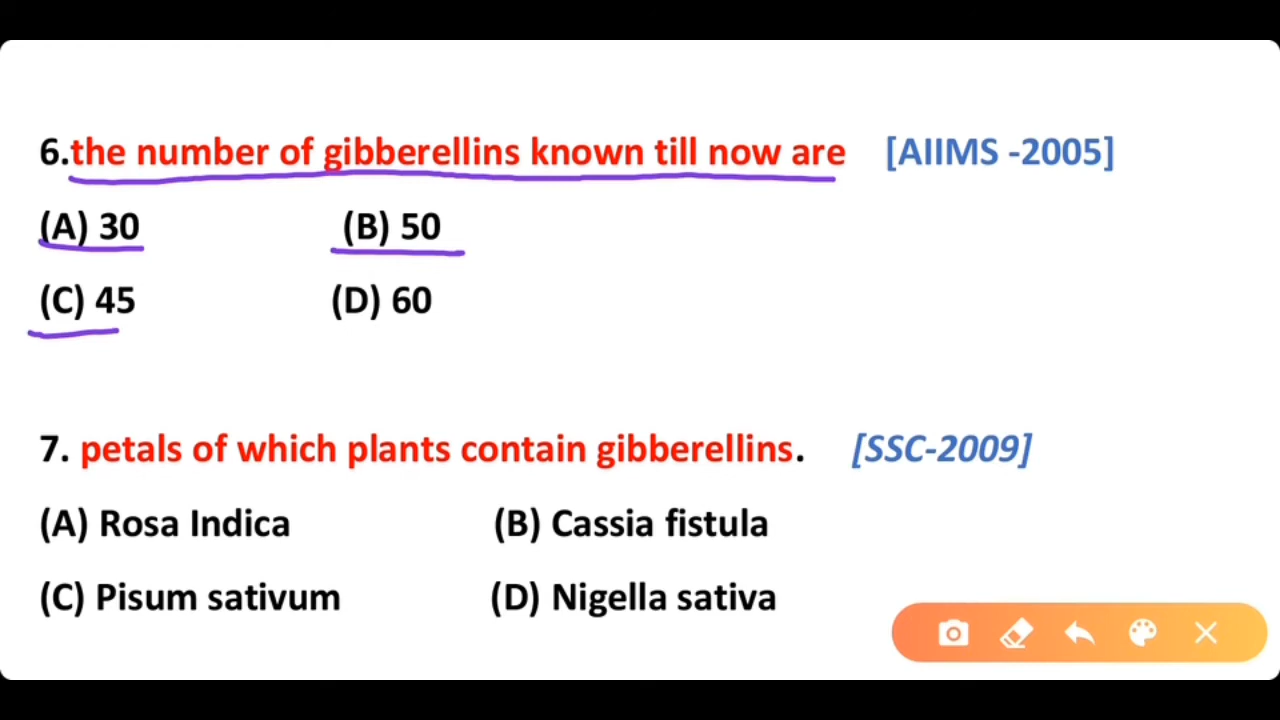 6.the number of gibberellins known till now are [AIIMS -2005]
(A) 30 (B) 50
(C) 45 (D) 60
7. petals of which plants contain gibberellins. [SSC-2009]
(A) Rosa Indica (B) Cassia fistula
(C) Pisum sativum (D) Nigella sativa